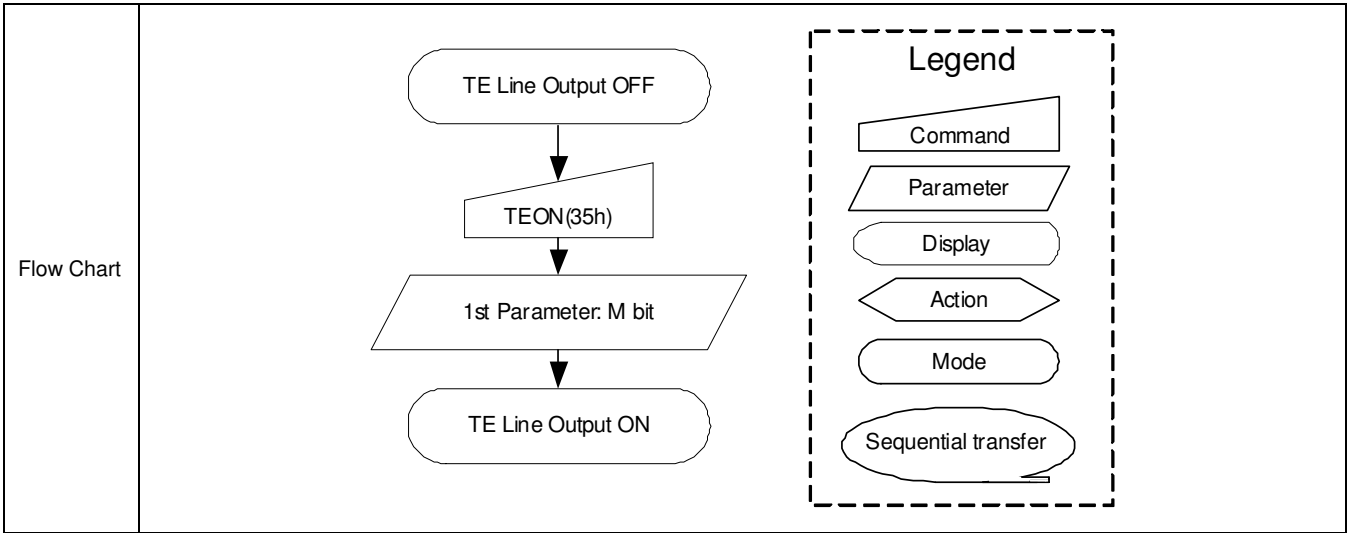 Flow Chart
TE Line Output OFF
TEON(35h)
1st Parameter: M bit
TE Line Output ON
Legend
Command
Parameter
Display
Action
Mode
Sequential transfer